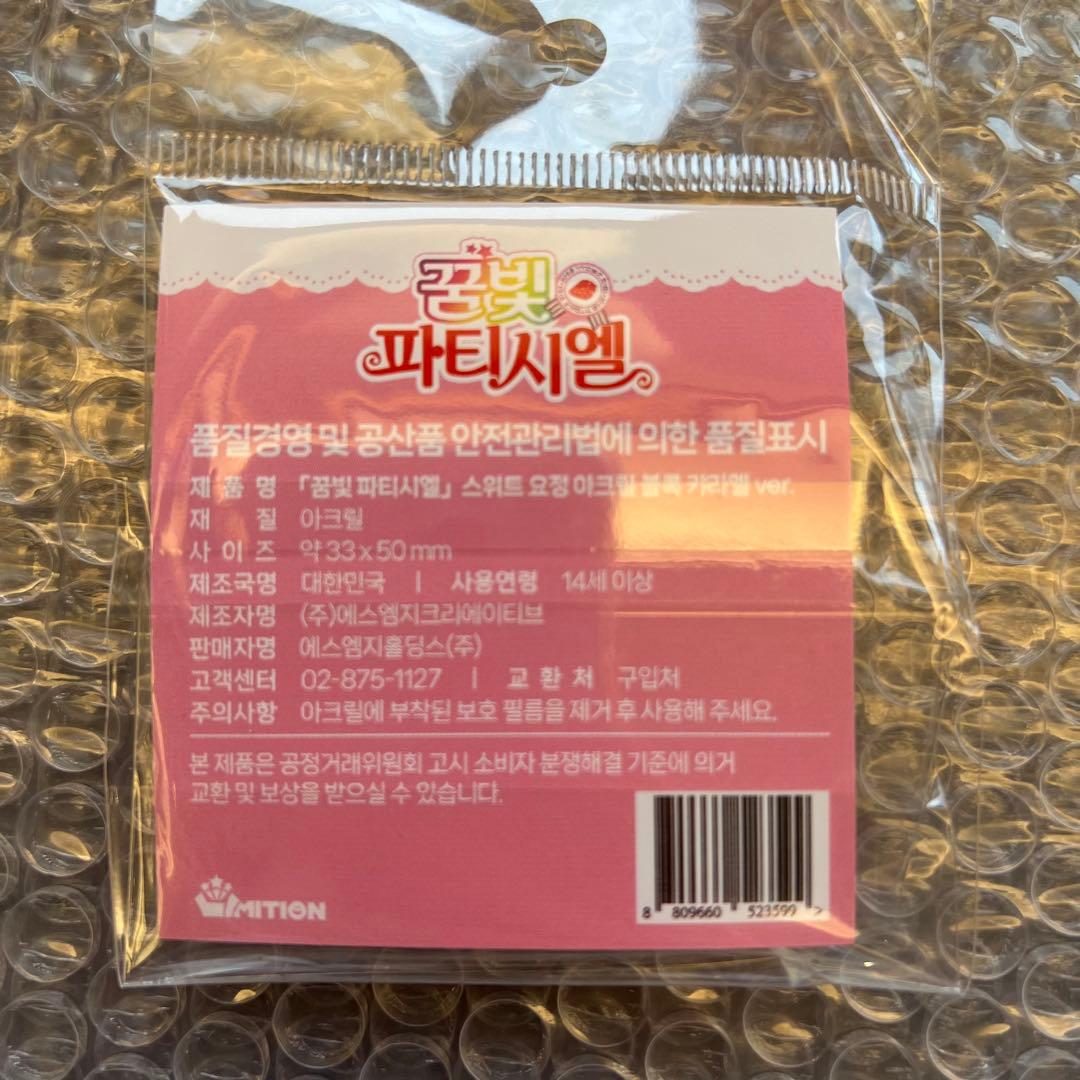 꿈빛
파티시엘
품질경영 및 공산품 안전관리법에 의한 품질표시
제 품 명 「꿈빛 파티시엘」 스위트 요정 아크릴 블록 카라멜 ver.
재 질 아크릴
사 이 즈 약 33 x 50 mm
제조국명 대한민국 | 사용연령 14세 이상
제조자명 (주)에스엠지크리에이티브
판매자명 에스엠지홀딩스(주)
고객센터 02-875-1127 | 교 환 처 구입처
주의사항 아크릴에 부착된 보호 필름을 제거 후 사용해 주세요.
본 제품은 공정거래위원회 고시 소비자 분쟁해결 기준에 의거
교환 및 보상을 받으실 수 있습니다.
IMITION
8 809660 523599 >